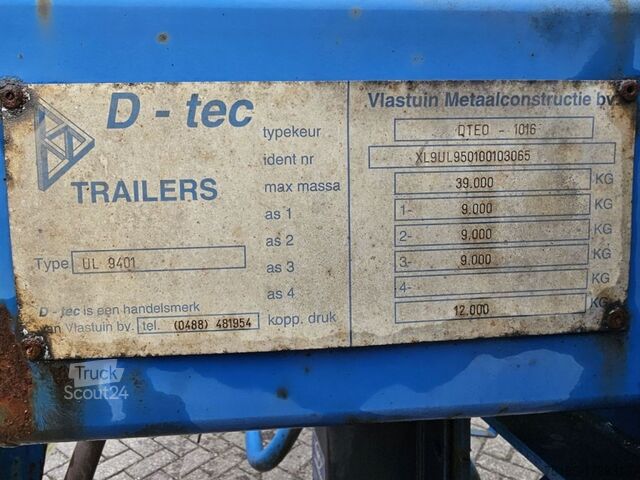 D - tec
TRAILERS
Type UL 9401
D - tec is een handelsmerk
van Vlastuin bv. tel. (0488) 481954
Vlastuin Metaalconstructie bv.
typekeur QTEO - 1016
ident nr XL9UL950100103065
max massa 39.000 KG
as 1 1- 9.000 KG
as 2 2- 9.000 KG
as 3 3- 9.000 KG
as 4 4- KG
kopp. druk 12.000 KG
Truck
Scout24